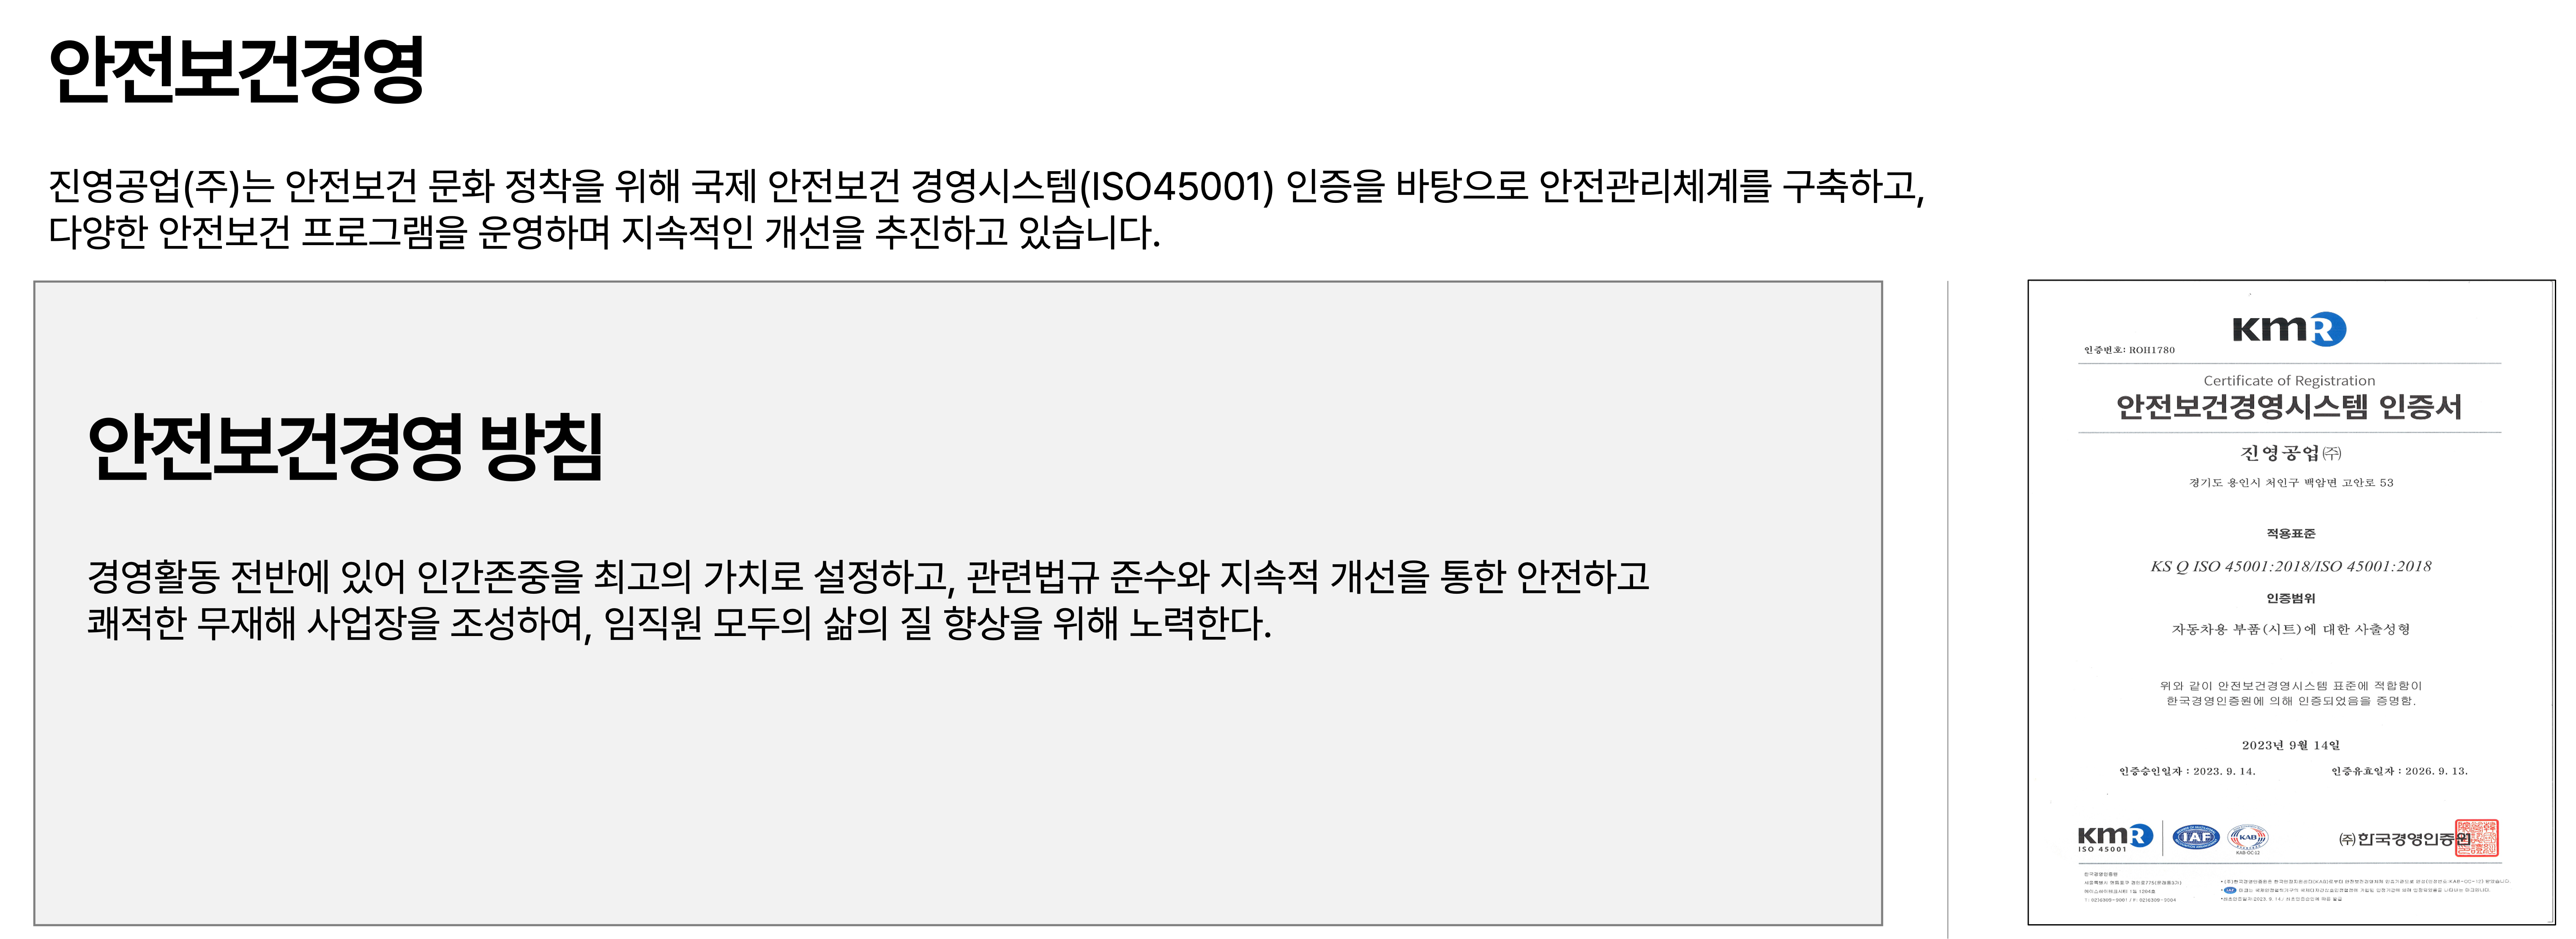 안전보건경영
진영공업(주)는 안전보건 문화 정착을 위해 국제 안전보건 경영시스템(ISO45001) 인증을 바탕으로 안전관리체계를 구축하고,
다양한 안전보건 프로그램을 운영하며 지속적인 개선을 추진하고 있습니다.
안전보건경영 방침
경영활동 전반에 있어 인간존중을 최고의 가치로 설정하고, 관련법규 준수와 지속적 개선을 통한 안전하고
쾌적한 무재해 사업장을 조성하여, 임직원 모두의 삶의 질 향상을 위해 노력한다.
kmR
인증번호: ROH1780
Certificate of Registration
안전보건경영시스템 인증서
진영공업㈜
경기도 용인시 처인구 백암면 고안로 53
적용표준
KS Q ISO 45001:2018/ISO 45001:2018
인증범위
자동차용 부품(시트)에 대한 사출성형
위와 같이 안전보건경영시스템 표준에 적합함이
한국경영인증원에 의해 인증되었음을 증명함.
2023년 9월 14일
인증승인일자 : 2023. 9. 14. 인증유효일자 : 2026. 9. 13.
kmR
ISO 45001
IAF
KAB
KAB-OC-12
㈜한국경영인증원
한국경영인증원